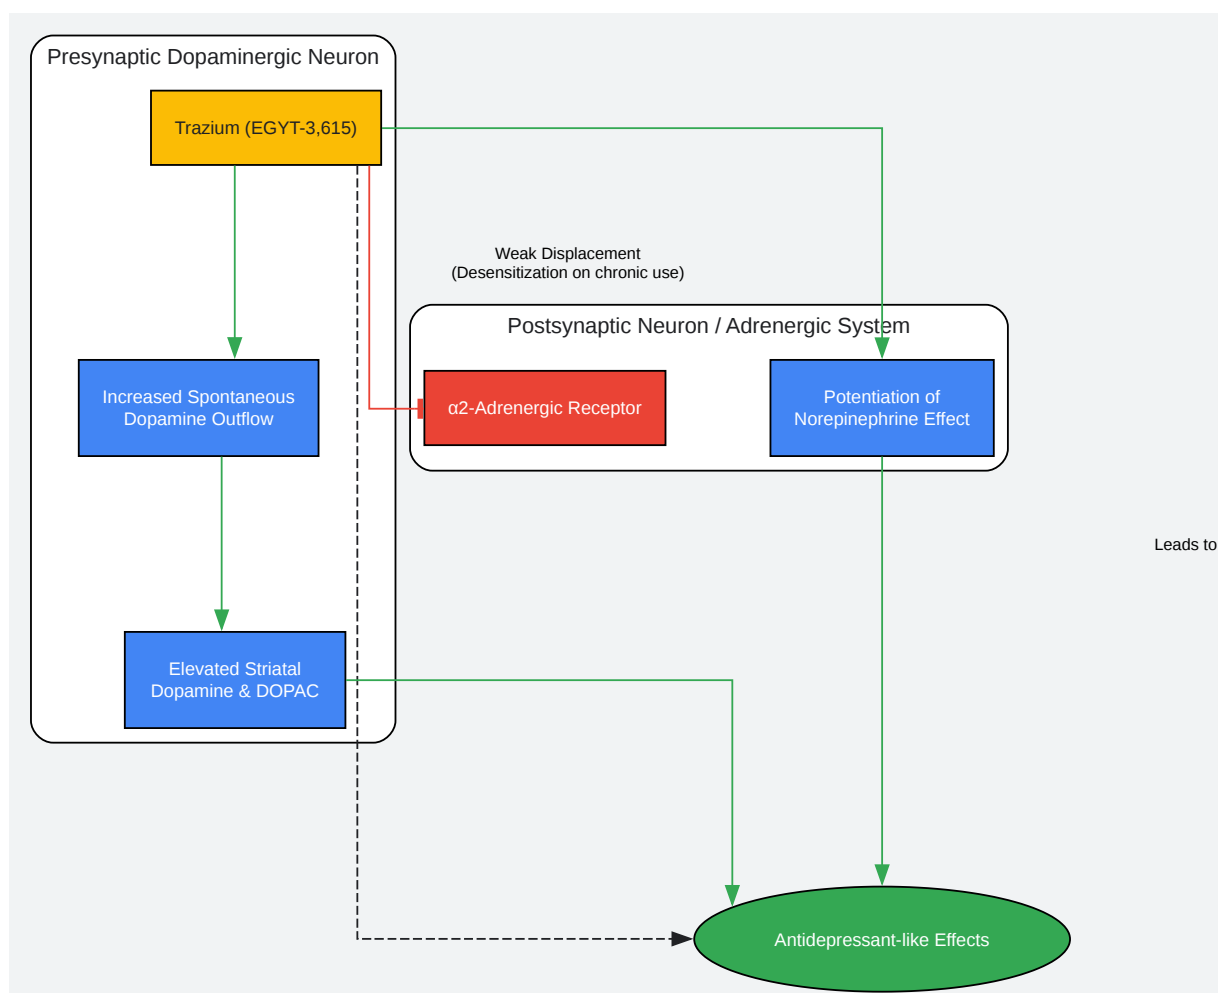 Presynaptic Dopaminergic Neuron
Trazium (EGYT-3,615)
Weak Displacement
(Desensitization on chronic use)
Postsynaptic Neuron / Adrenergic System
Increased Spontaneous
Dopamine Outflow
α2-Adrenergic Receptor
Potentiation of
Norepinephrine Effect
Leads to
Elevated Striatal
Dopamine & DOPAC
Antidepressant-like Effects